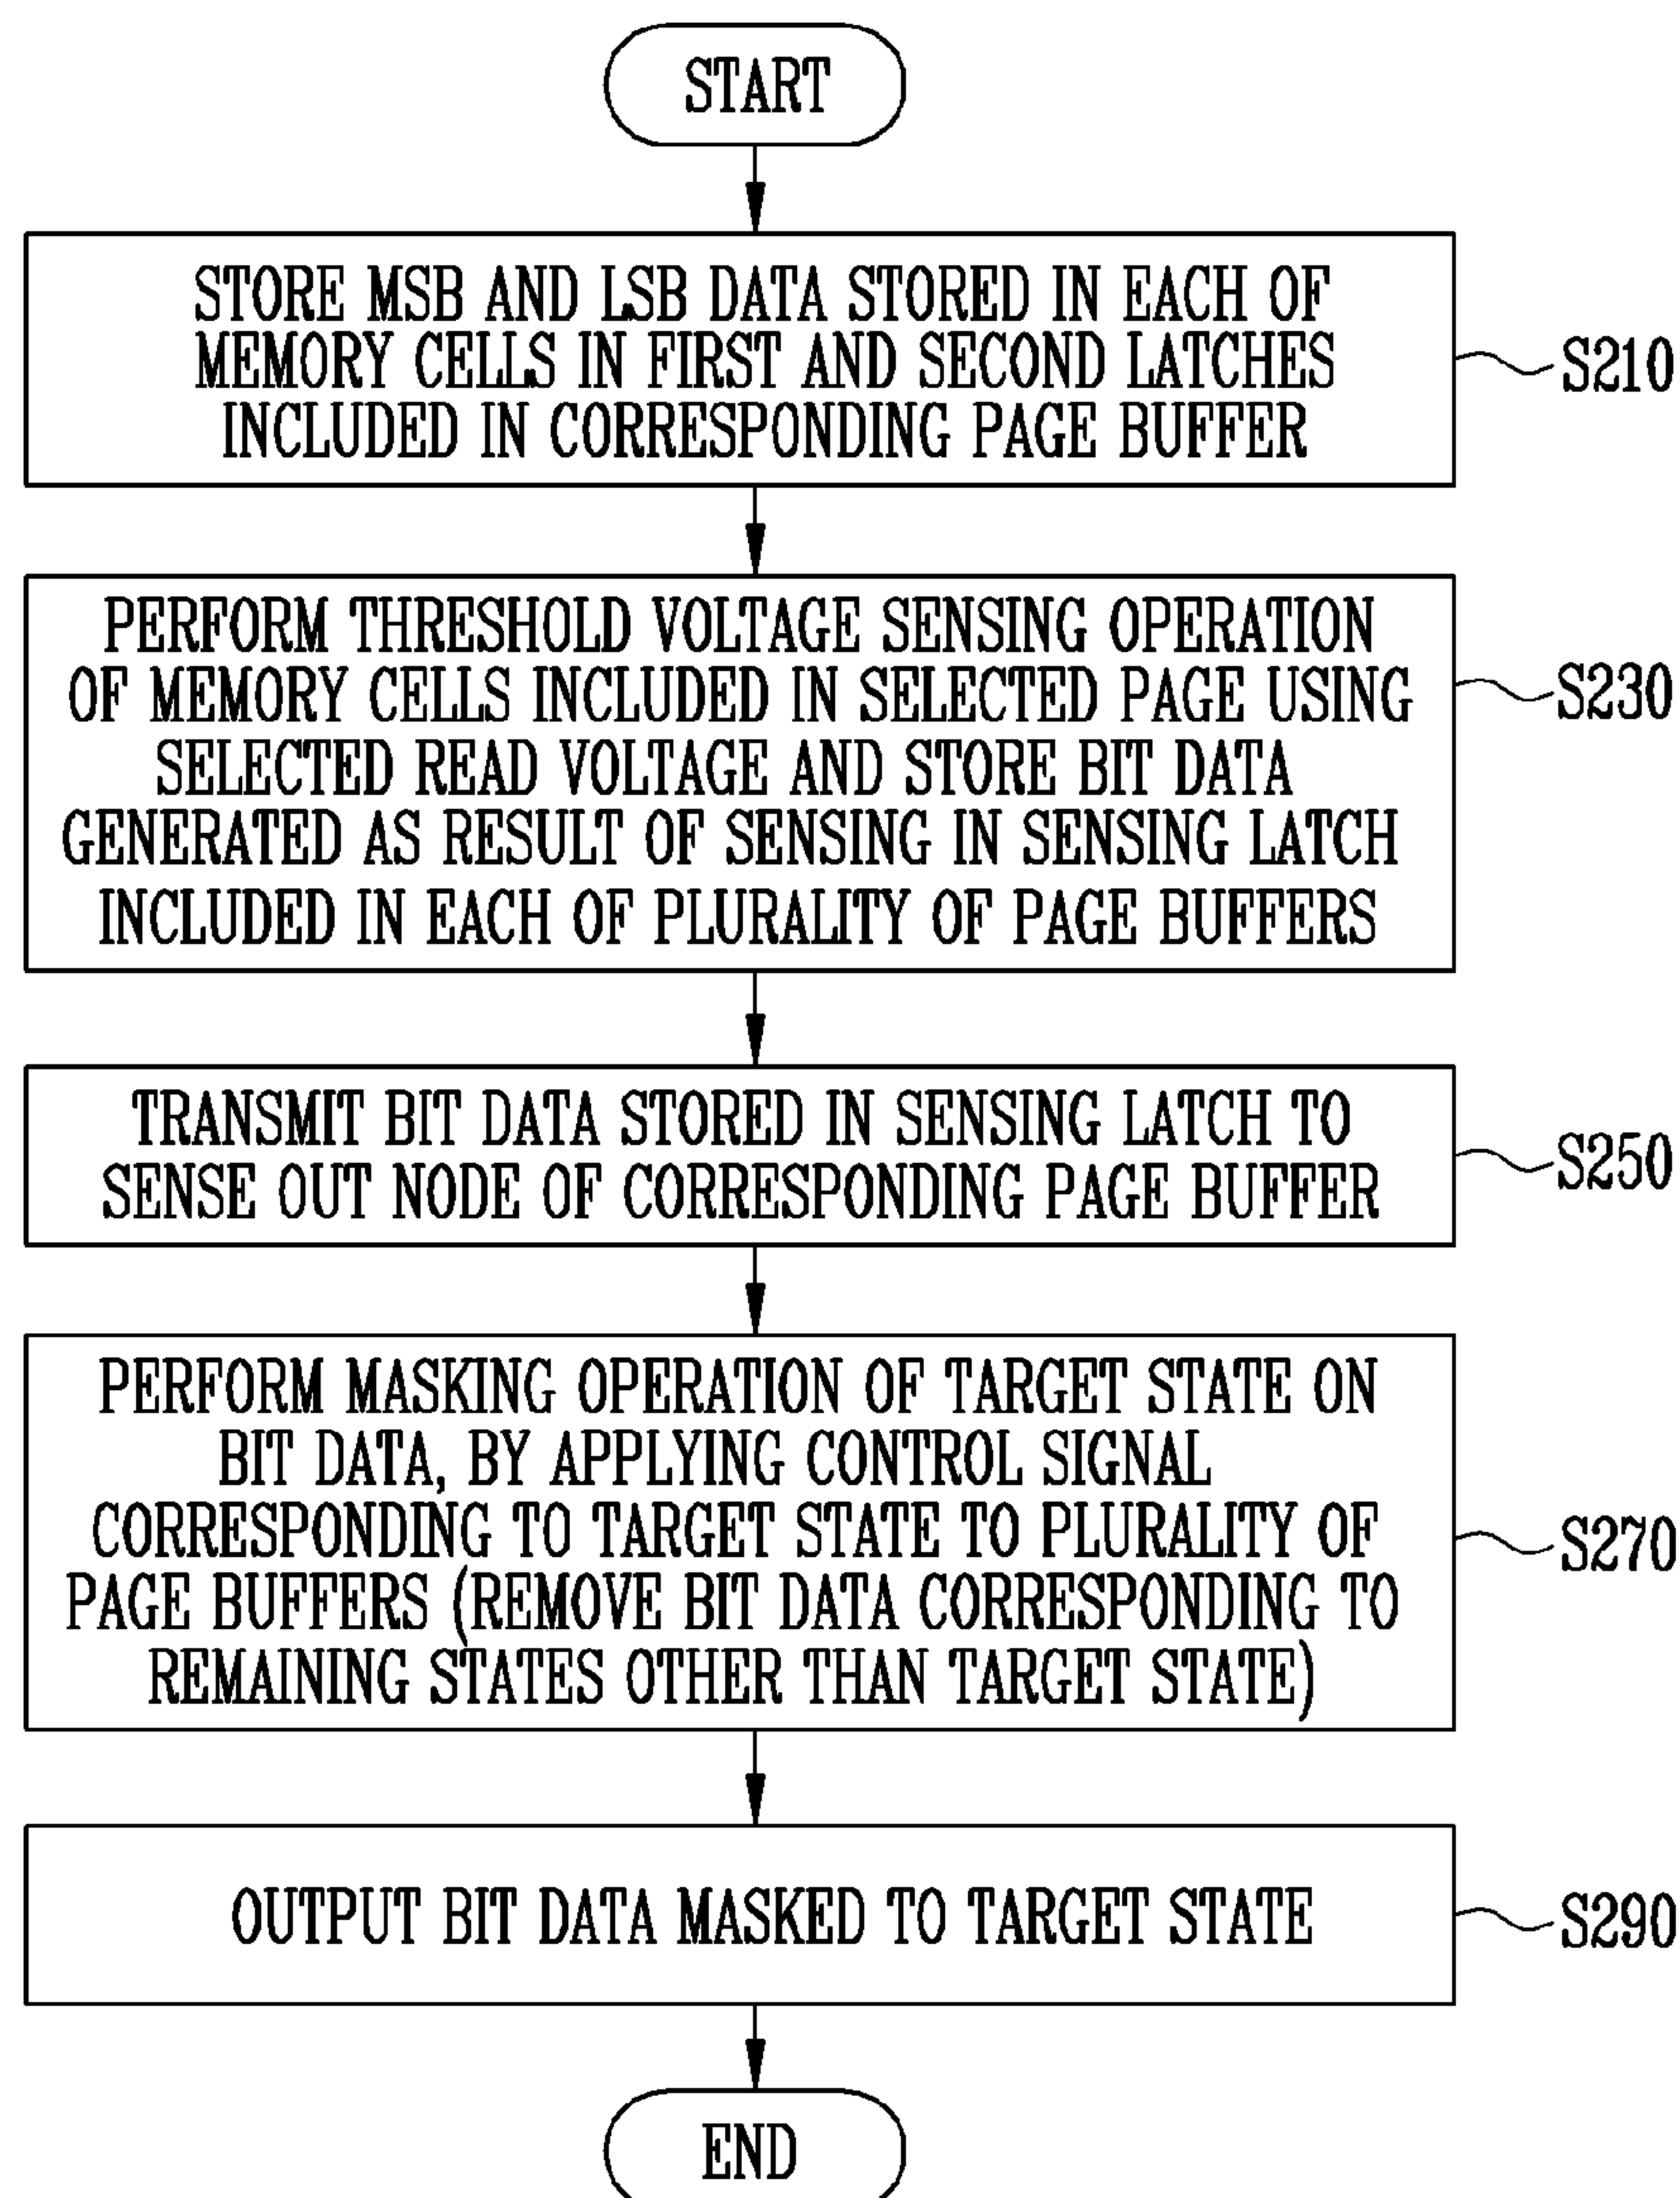 START
STORE MSB AND LSB DATA STORED IN EACH OF
MEMORY CELLS IN FIRST AND SECOND LATCHES
INCLUDED IN CORRESPONDING PAGE BUFFER
S210
PERFORM THRESHOLD VOLTAGE SENSING OPERATION
OF MEMORY CELLS INCLUDED IN SELECTED PAGE USING
SELECTED READ VOLTAGE AND STORE BIT DATA
GENERATED AS RESULT OF SENSING IN SENSING LATCH
INCLUDED IN EACH OF PLURALITY OF PAGE BUFFERS
S230
TRANSMIT BIT DATA STORED IN SENSING LATCH TO
SENSE OUT NODE OF CORRESPONDING PAGE BUFFER
S250
PERFORM MASKING OPERATION OF TARGET STATE ON
BIT DATA, BY APPLYING CONTROL SIGNAL
CORRESPONDING TO TARGET STATE TO PLURALITY OF
PAGE BUFFERS (REMOVE BIT DATA CORRESPONDING TO
REMAINING STATES OTHER THAN TARGET STATE)
S270
OUTPUT BIT DATA MASKED TO TARGET STATE
S290
END